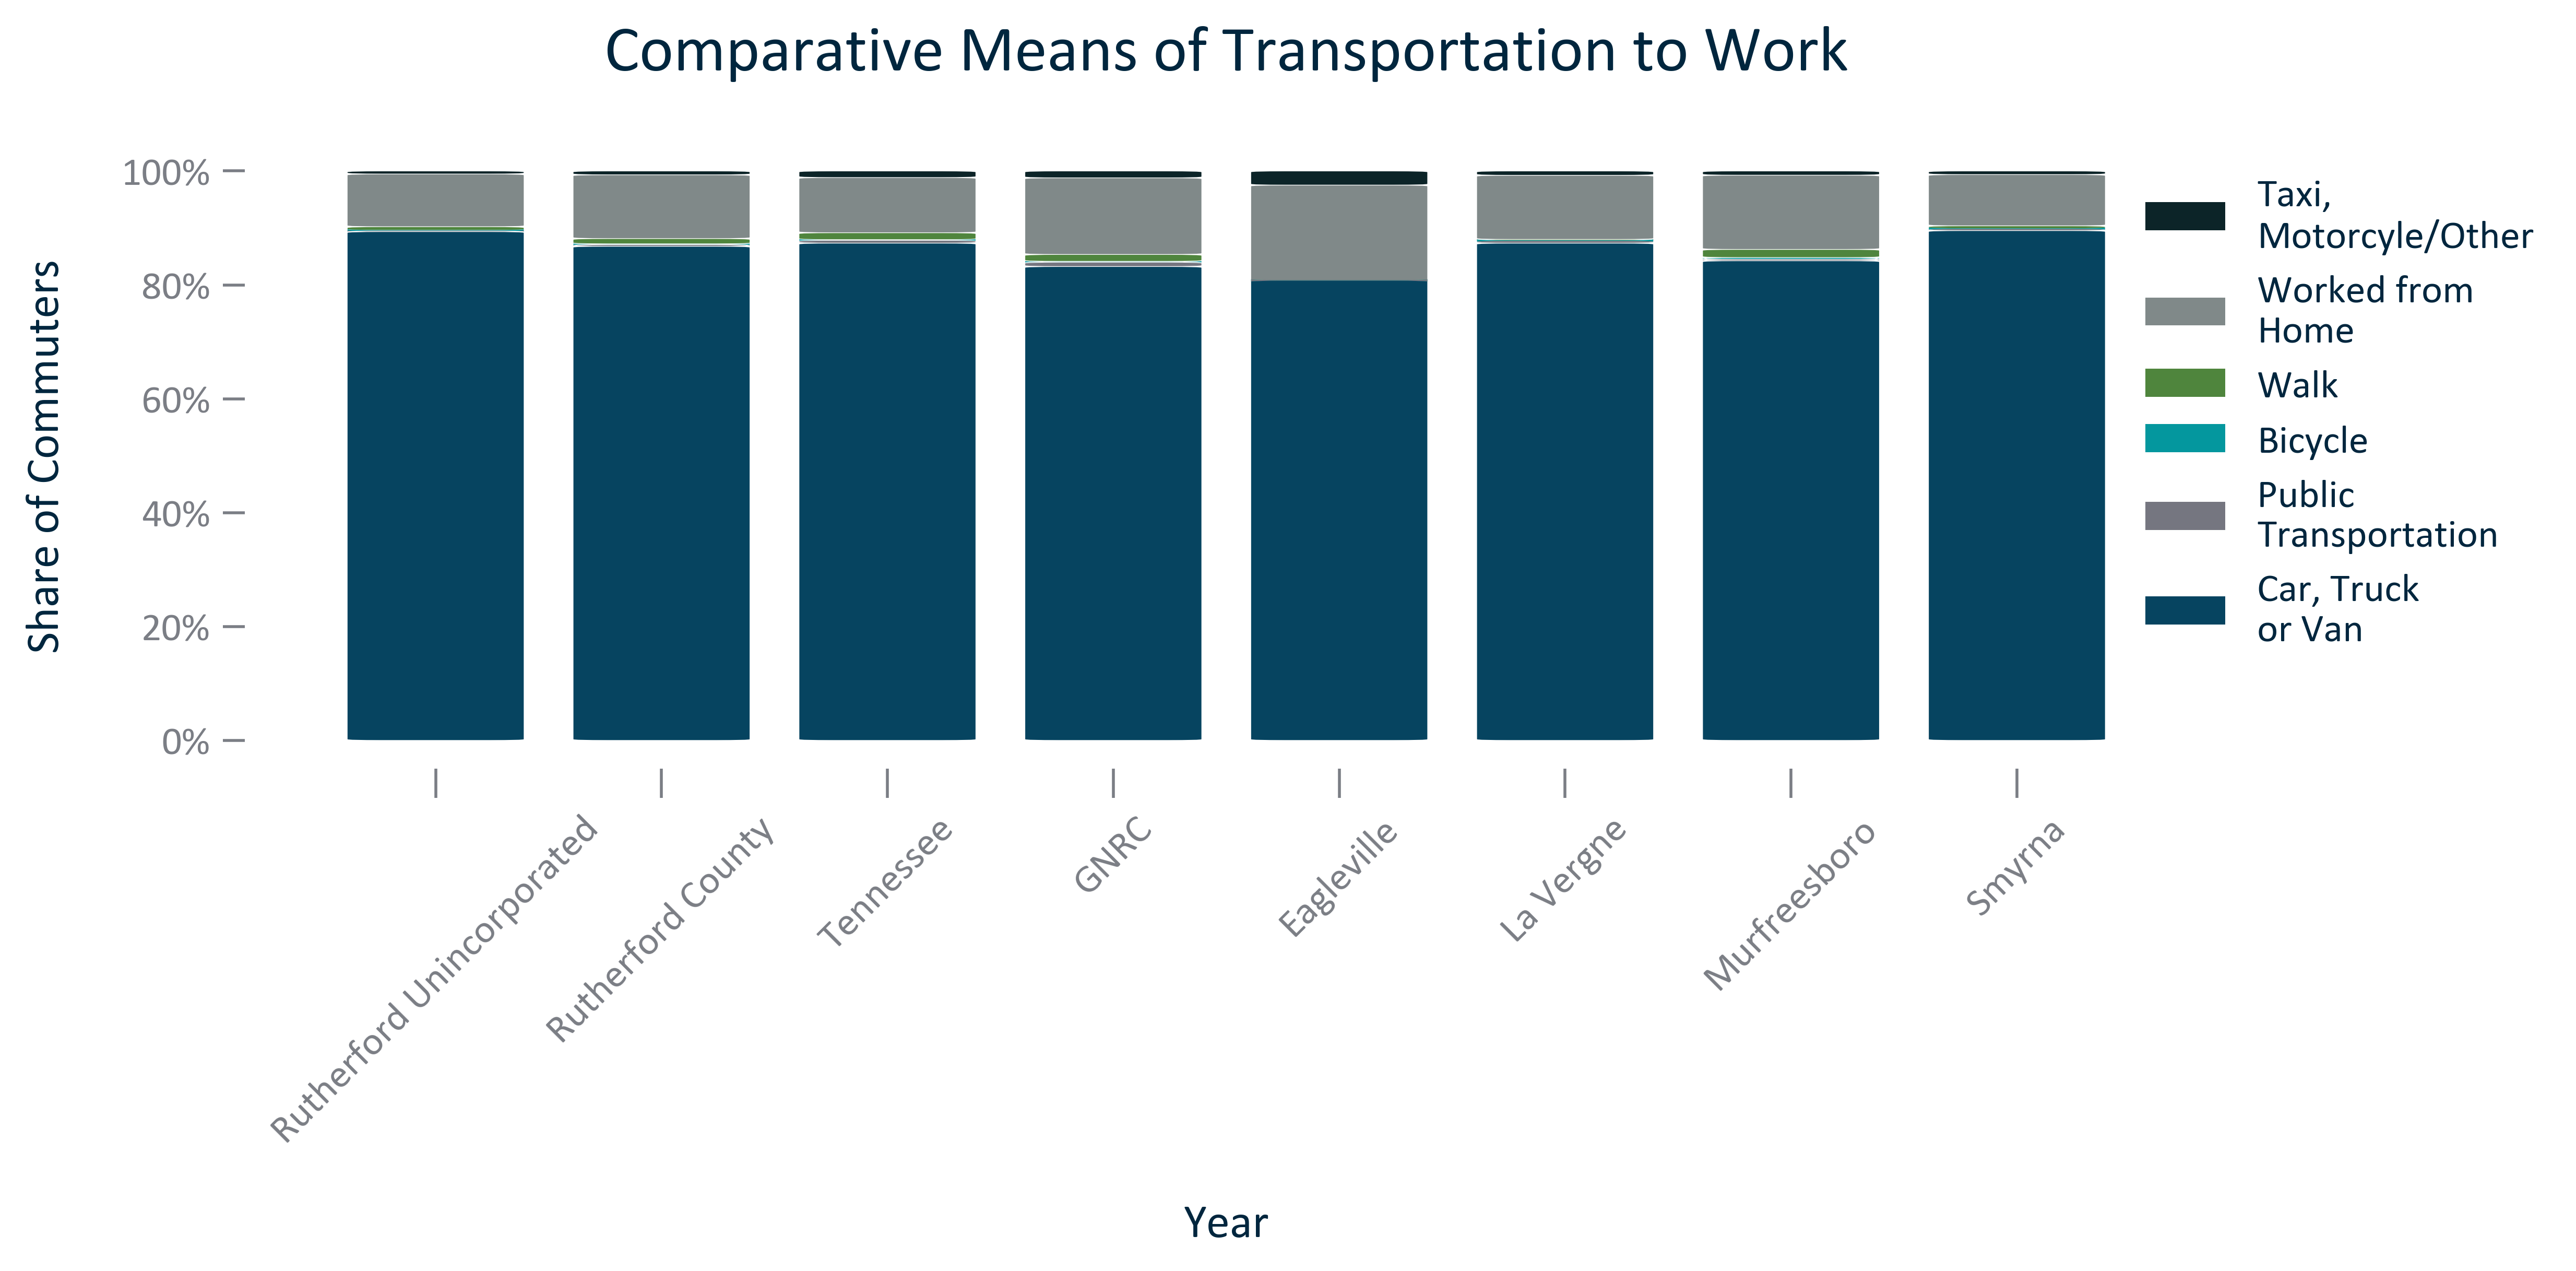 Comparative Means of Transportation to Work
Share of Commuters
100%
80%
60%
40%
20%
0%
Rutherford Unincorporated
Rutherford County
Tennessee
GNRC
Eagleville
La Vergne
Murfreesboro
Smyrna
Year
Taxi,
Motorcyle/Other
Worked from
Home
Walk
Bicycle
Public
Transportation
Car, Truck
or Van